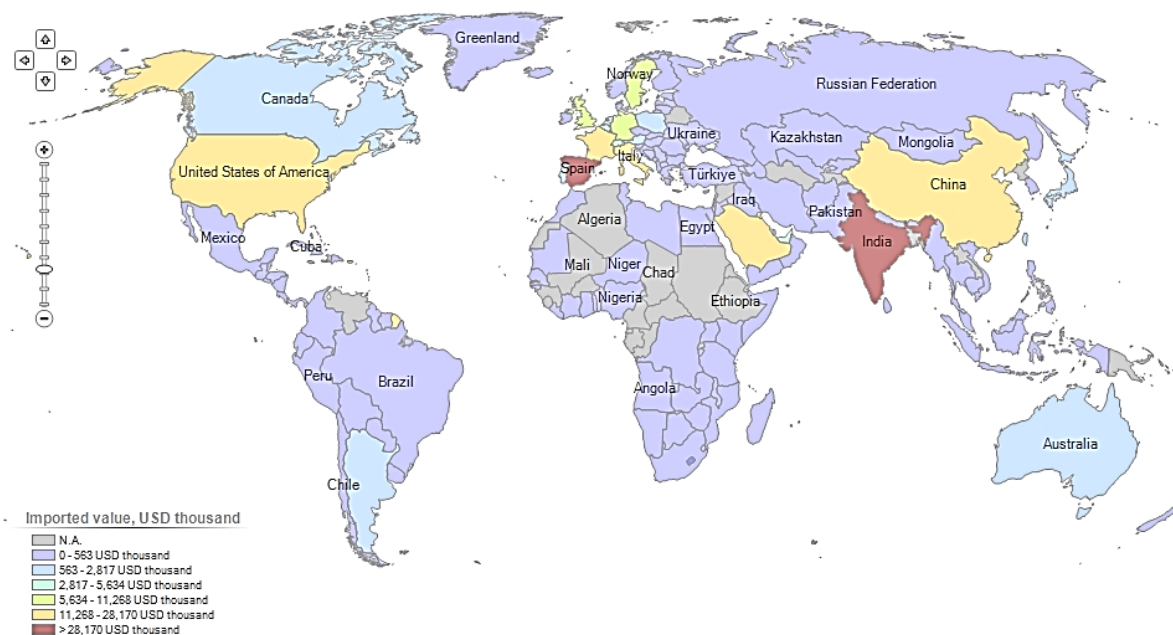 Greenland
Norway
Russian Federation
Canada
Ukraine
Kazakhstan
Mongolia
Italy
Spain
United States of America
Türkiye
China
Iraq
Pakistan
Algeria
Egypt
Mexico
Cuba
India
Mali
Niger
Chad
Nigeria
Ethiopia
Peru
Brazil
Angola
Australia
Chile
Imported value, USD thousand
N.A.
0 - 563 USD thousand
563 - 2,817 USD thousand
2,817 - 5,634 USD thousand
5,634 - 11,268 USD thousand
11,268 - 28,170 USD thousand
> 28,170 USD thousand